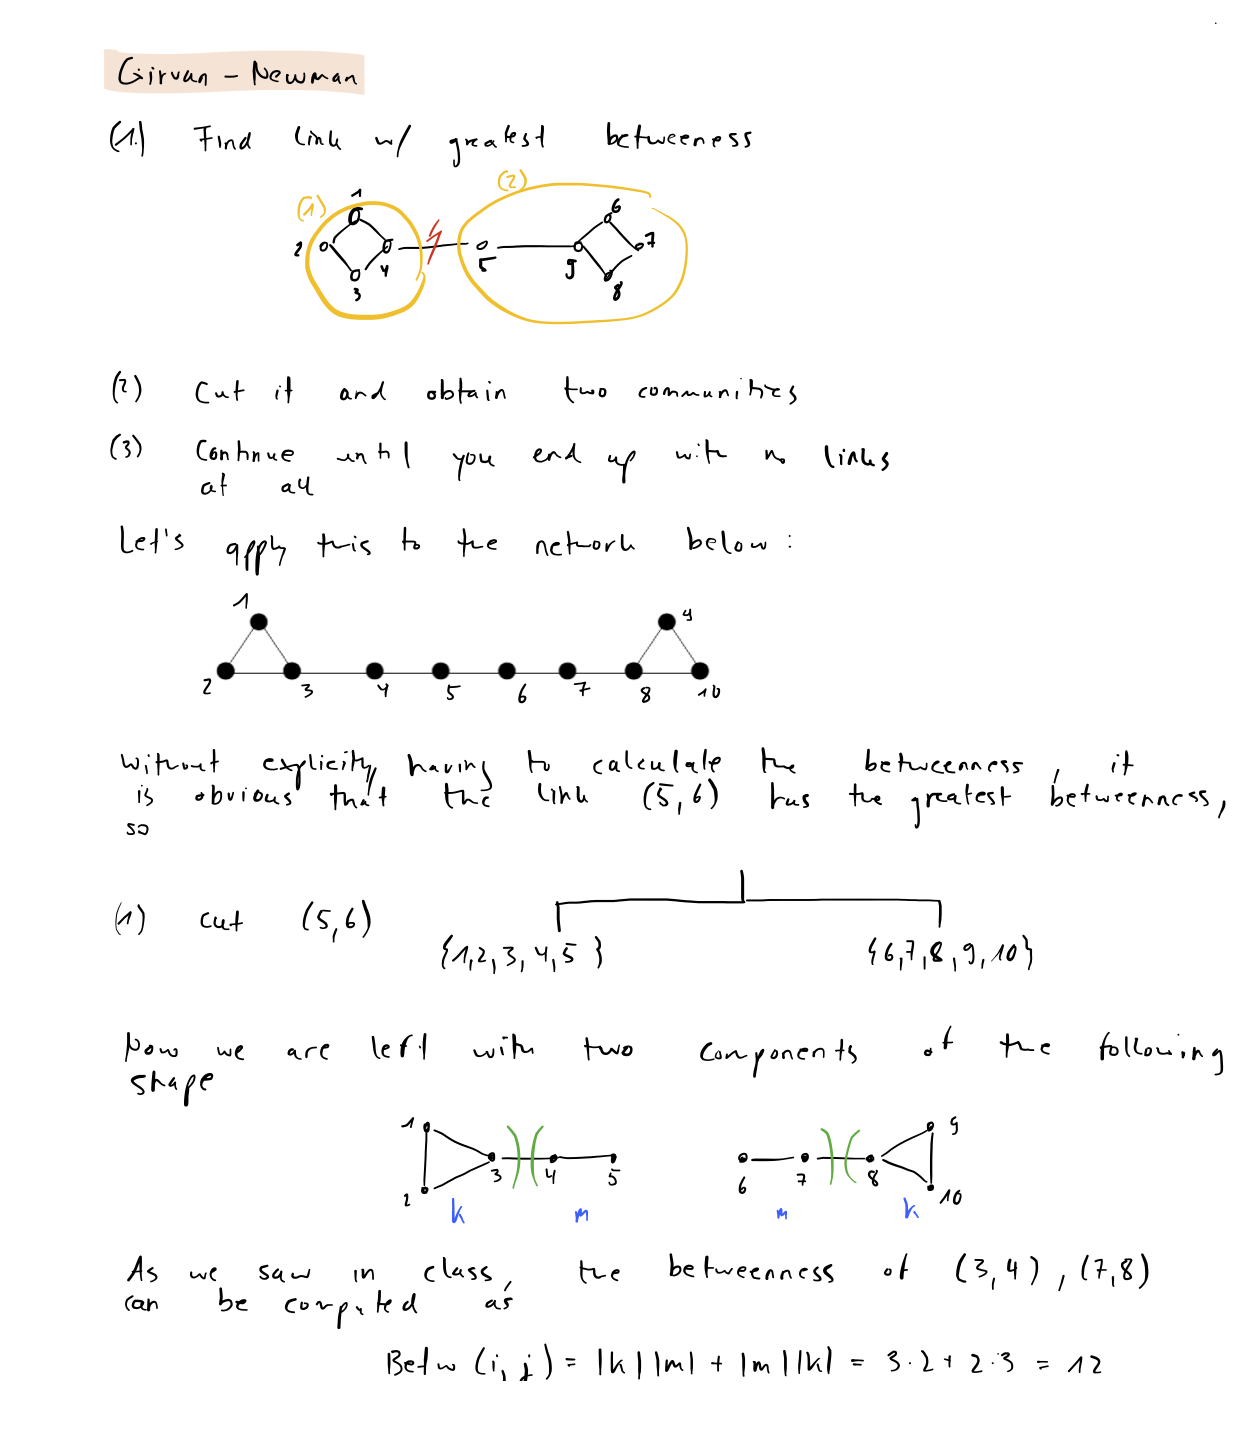 Girvan - Newman
(1.) Find link w/ greatest betweeness
(2)
1
(1)
6
2
7
4
5
9
3
8
(2) Cut it and obtain two communities
(3) Continue until you end up with no links
at all
Let's apply this to the network below :
1
9
2 3 4 5 6 7 8 10
Without explicity having to calculate the betweenness, it
is obvious that the link (5,6) has the greatest betweenness,
so
(1) cut (5,6)
{1,2,3,4,5} {6,7,8,9,10}
Now we are left with two components of the following
shape
1 9
3 4 5 6 7 8
2 10
k m m k
As we saw in class, the betweenness of (3,4), (7,8)
can be computed as
Betw (i,j) = |k||m| + |m||k| = 3·2 + 2·3 = 12